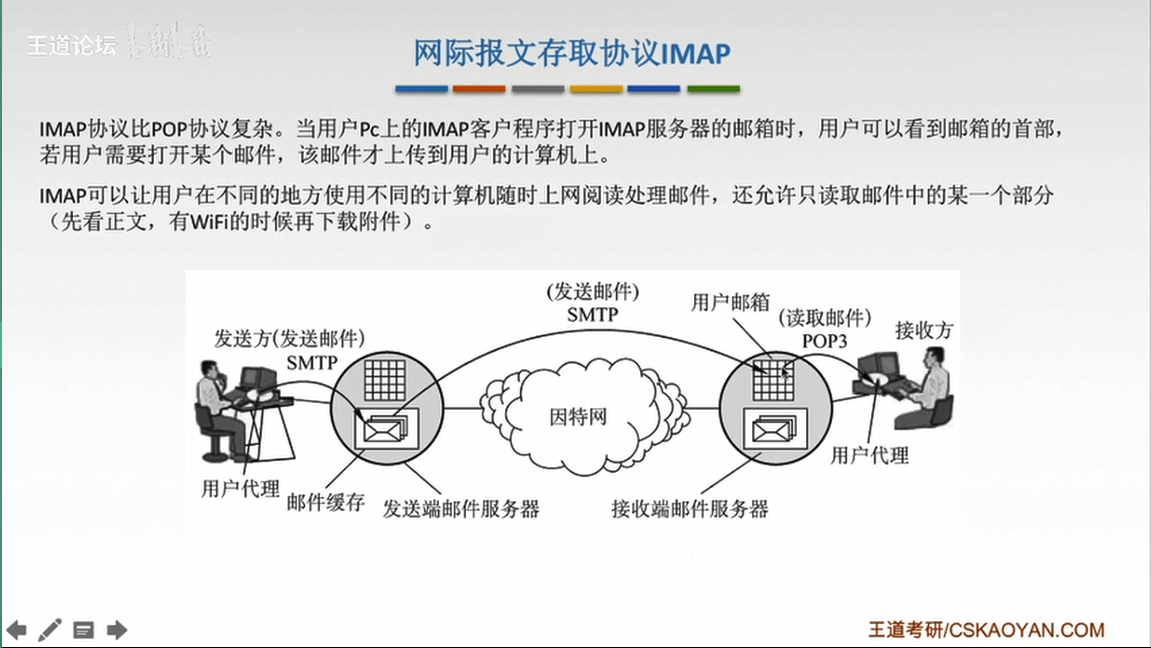 王道论坛 bilibili
网际报文存取协议IMAP
IMAP协议比POP协议复杂。当用户Pc上的IMAP客户程序打开IMAP服务器的邮箱时，用户可以看到邮箱的首部，
若用户需要打开某个邮件，该邮件才上传到用户的计算机上。
IMAP可以让用户在不同的地方使用不同的计算机随时上网阅读处理邮件，还允许只读取邮件中的某一个部分
（先看正文，有WiFi的时候再下载附件）。
(发送邮件)
SMTP
用户邮箱
(读取邮件)
POP3
接收方
发送方(发送邮件)
SMTP
因特网
用户代理
邮件缓存
发送端邮件服务器
接收端邮件服务器
用户代理
王道考研/CSKAOYAN.COM